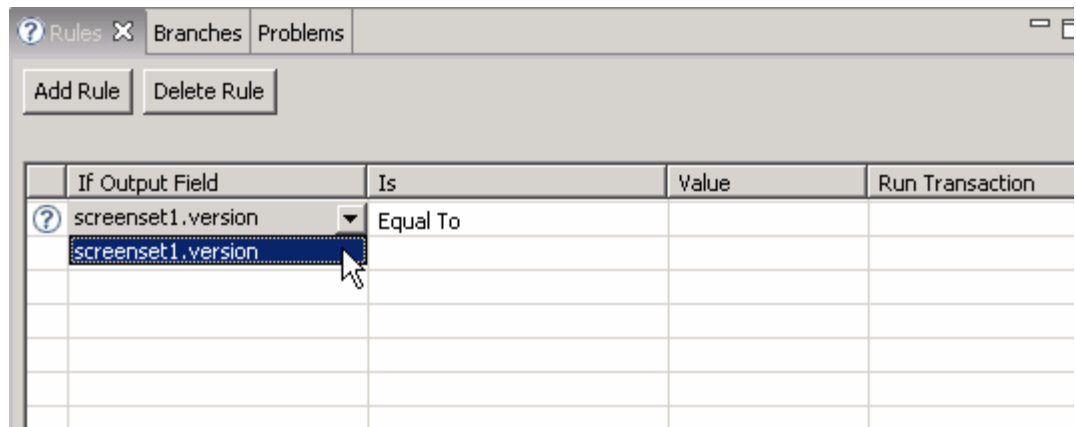 Rules Branches Problems
Add Rule Delete Rule
If Output Field Is Value Run Transaction
screenset1.version Equal To
screenset1.version